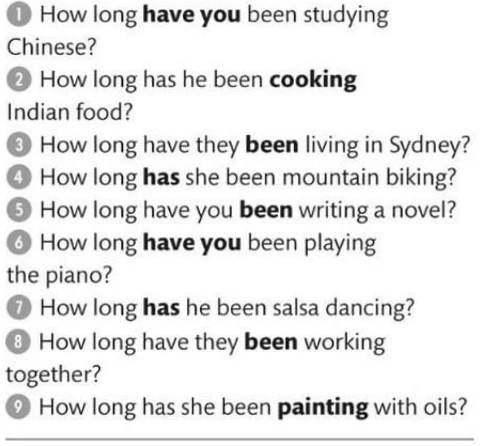 1 How long have you been studying
Chinese?
2 How long has he been cooking
Indian food?
3 How long have they been living in Sydney?
4 How long has she been mountain biking?
5 How long have you been writing a novel?
6 How long have you been playing
the piano?
7 How long has he been salsa dancing?
8 How long have they been working
together?
9 How long has she been painting with oils?